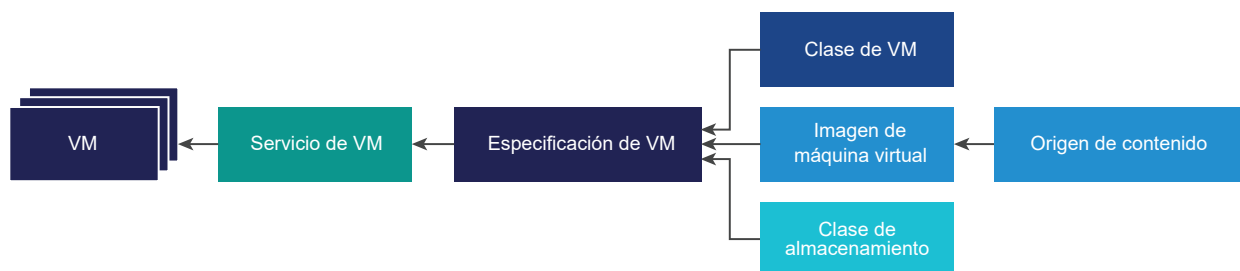 Clase de VM
VM
Servicio de VM
Especificación de VM
Imagen de
máquina virtual
Origen de contenido
Clase de
almacenamiento